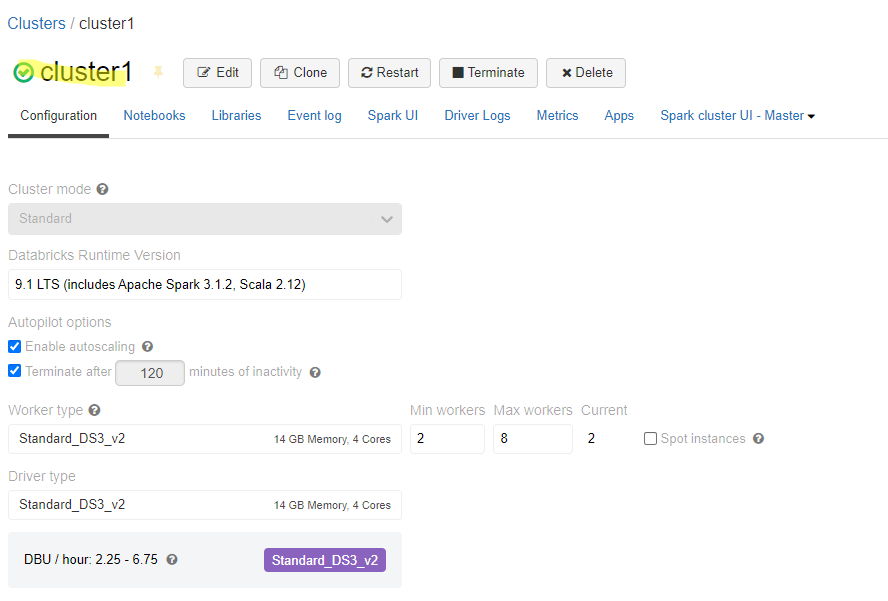 Clusters / cluster1
cluster1 Edit Clone Restart Terminate Delete
Configuration Notebooks Libraries Event log Spark UI Driver Logs Metrics Apps Spark cluster UI - Master
Cluster mode
Standard
Databricks Runtime Version
9.1 LTS (includes Apache Spark 3.1.2, Scala 2.12)
Autopilot options
Enable autoscaling
Terminate after 120 minutes of inactivity
Worker type Min workers Max workers Current
Standard_DS3_v2 14 GB Memory, 4 Cores 2 8 2 Spot instances
Driver type
Standard_DS3_v2 14 GB Memory, 4 Cores
DBU / hour: 2.25 - 6.75 Standard_DS3_v2